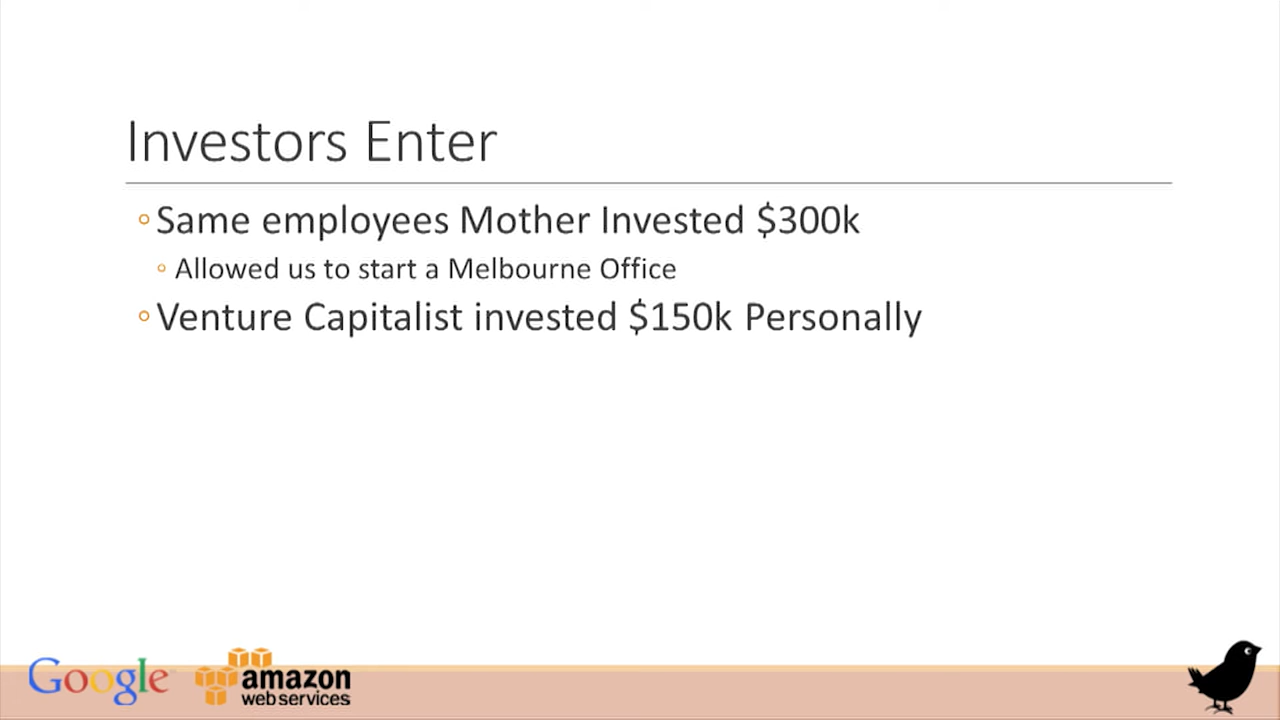 Investors Enter
Same employees Mother Invested $300k
Allowed us to start a Melbourne Office
Venture Capitalist invested $150k Personally
Google
amazon
web services